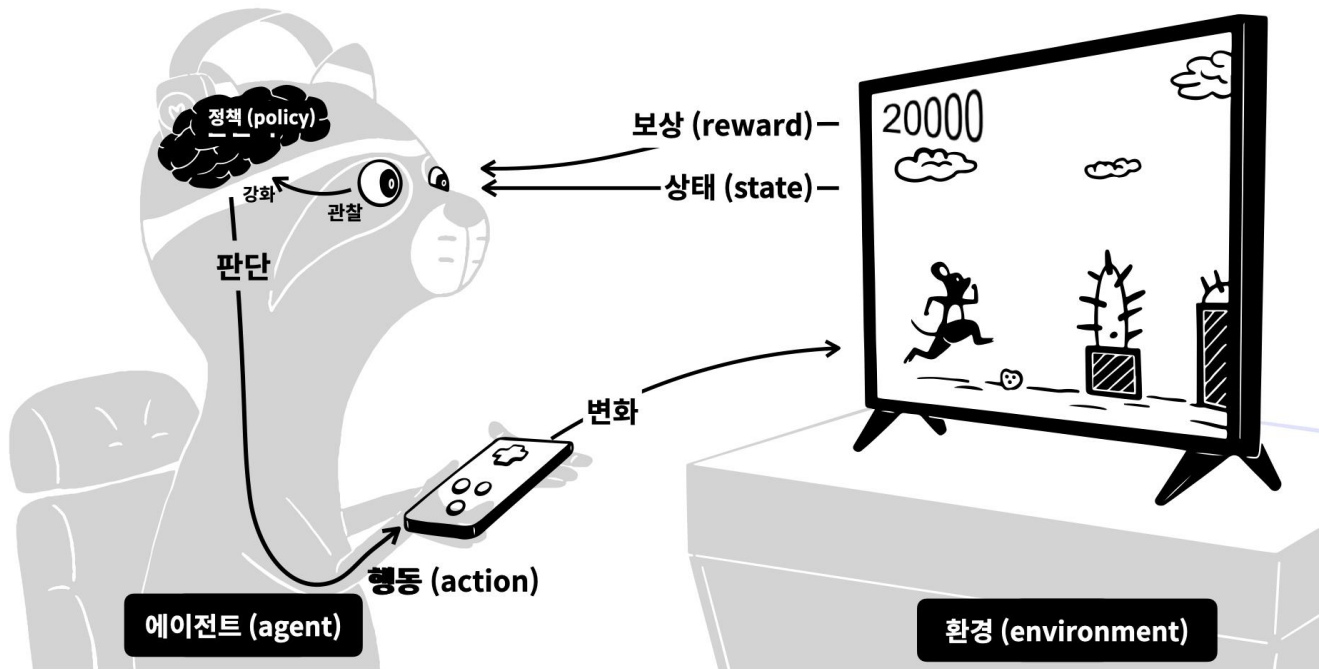 정책 (policy)
보상 (reward)
20000
상태 (state)
강화
관찰
판단
변화
행동 (action)
에이전트 (agent)
환경 (environment)